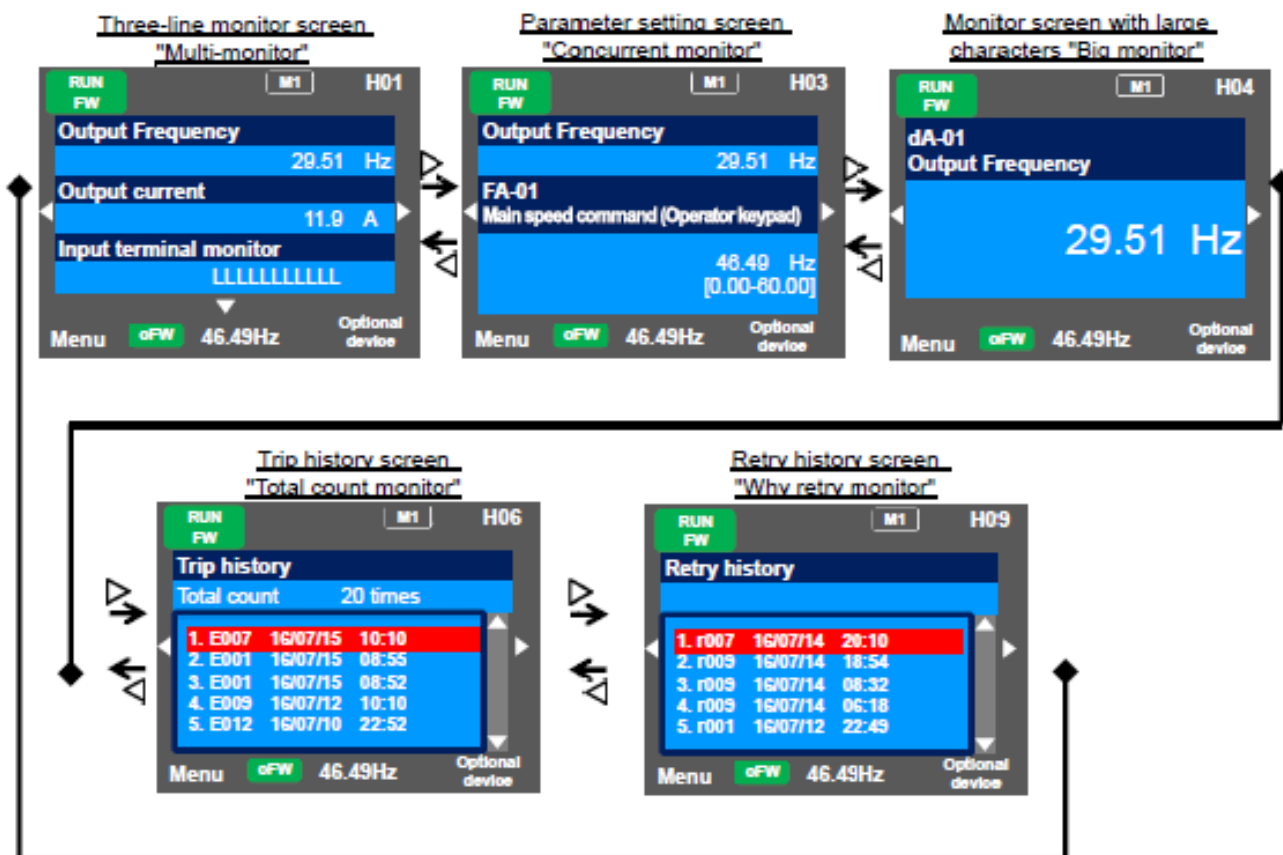 Three-line monitor screen
"Multi-monitor"
RUN
FW
M1
H01
Output Frequency
29.51 Hz
Output current
11.9 A
Input terminal monitor
LLLLLLLLLLL
Menu
oFW
46.49Hz
Optional
device
Parameter setting screen
"Concurrent monitor"
RUN
FW
M1
H03
Output Frequency
29.51 Hz
FA-01
Main speed command (Operator keypad)
46.49 Hz
[0.00-60.00]
Menu
oFW
46.49Hz
Optional
device
Monitor screen with large
characters "Big monitor"
RUN
FW
M1
H04
dA-01
Output Frequency
29.51 Hz
Menu
oFW
46.49Hz
Optional
device
Trip history screen
"Total count monitor"
RUN
FW
M1
H06
Trip history
Total count 20 times
1. E007 16/07/15 10:10
2. E001 16/07/15 08:55
3. E001 16/07/15 08:52
4. E009 16/07/12 10:10
5. E012 16/07/10 22:52
Menu
oFW
46.49Hz
Optional
device
Retry history screen
"Why retry monitor"
RUN
FW
M1
H09
Retry history
1. r007 16/07/14 20:10
2. r009 16/07/14 18:54
3. r009 16/07/14 08:32
4. r009 16/07/14 06:18
5. r001 16/07/12 22:49
Menu
oFW
46.49Hz
Optional
device